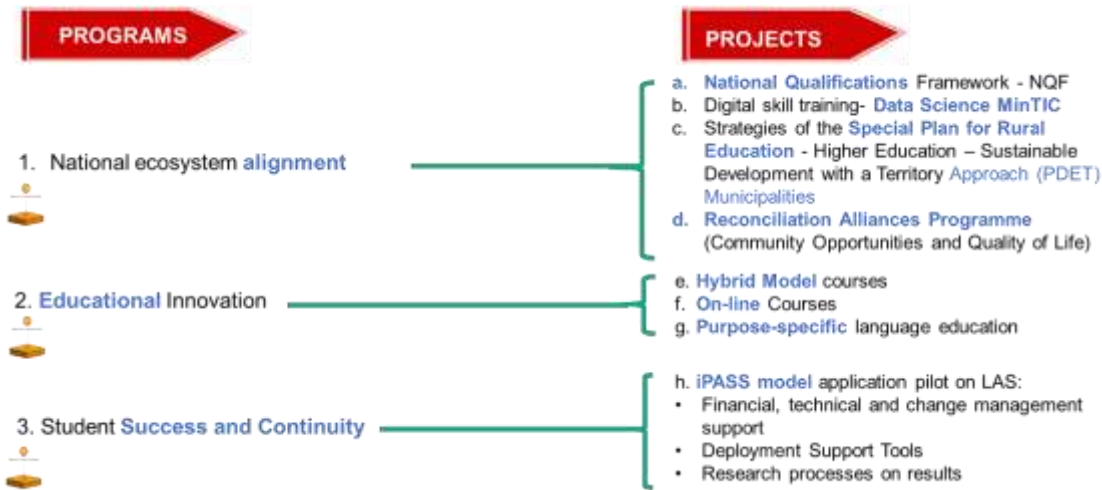 PROGRAMS
PROJECTS
1. National ecosystem alignment
a. National Qualifications Framework - NQF
b. Digital skill training- Data Science MinTIC
c. Strategies of the Special Plan for Rural
Education - Higher Education – Sustainable
Development with a Territory Approach (PDET)
Municipalities
d. Reconciliation Alliances Programme
(Community Opportunities and Quality of Life)
2. Educational Innovation
e. Hybrid Model courses
f. On-line Courses
g. Purpose-specific language education
3. Student Success and Continuity
h. iPASS model application pilot on LAS:
• Financial, technical and change management
support
• Deployment Support Tools
• Research processes on results